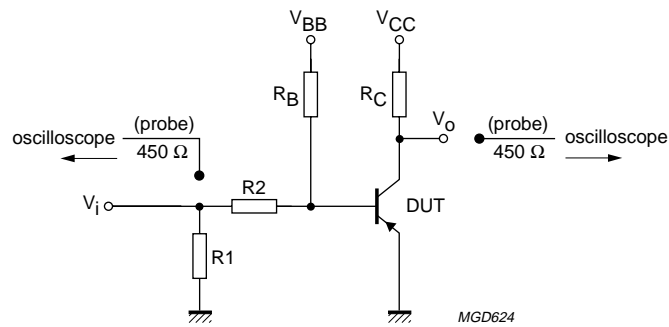 V_BB
V_CC
R_B
R_C
V_o
(probe)
oscilloscope
450 Ω
(probe)
oscilloscope
450 Ω
R2
V_i
DUT
R1
MGD624